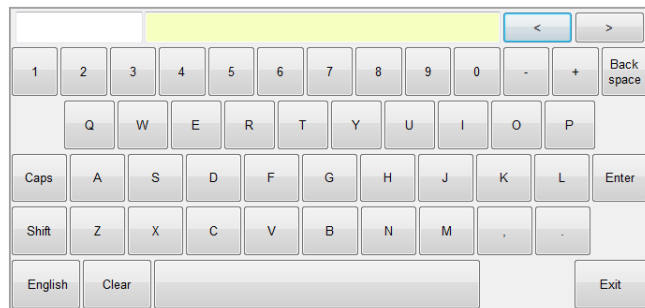 < >
1 2 3 4 5 6 7 8 9 0 - + Back space
Q W E R T Y U I O P
Caps A S D F G H J K L Enter
Shift Z X C V B N M , .
English Clear Exit